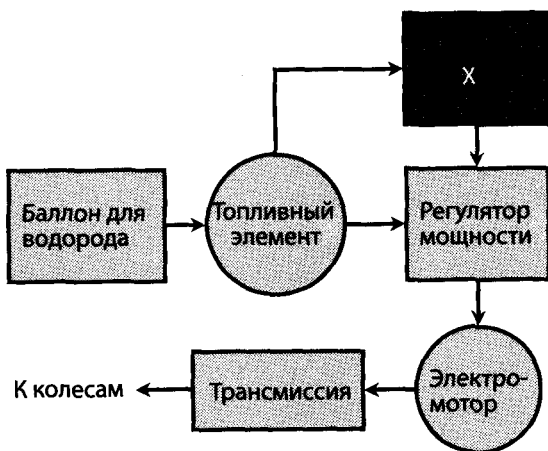 X
Баллон для
водорода
Топливный
элемент
Регулятор
мощности
К колесам
Трансмиссия
Электро-
мотор